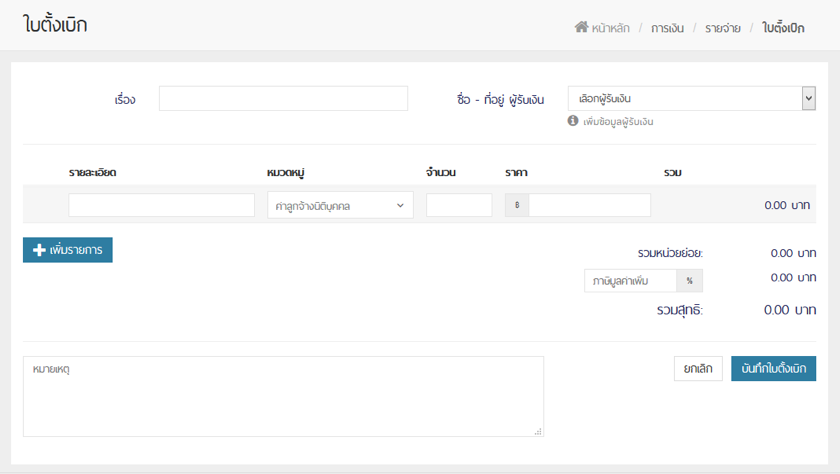 ใบตั้งเบิก
หน้าหลัก / การเงิน / รายจ่าย / ใบตั้งเบิก
เรื่อง
ชื่อ - ที่อยู่ ผู้รับเงิน
เลือกผู้รับเงิน
เพิ่มข้อมูลผู้รับเงิน
รายละเอียด หมวดหมู่ จำนวน ราคา รวม
ค่าลูกจ้างนิติบุคคล ฿ 0.00 บาท
เพิ่มรายการ
รวมหน่วยย่อย: 0.00 บาท
ภาษีมูลค่าเพิ่ม % 0.00 บาท
รวมสุทธิ: 0.00 บาท
หมายเหตุ
ยกเลิก บันทึกใบตั้งเบิก